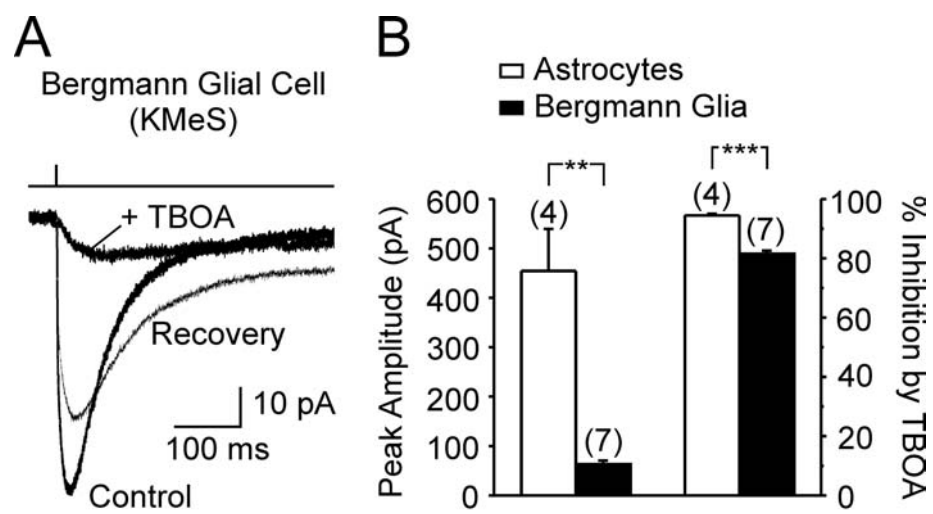 A
Bergmann Glial Cell
(KMeS)
+ TBOA
Recovery
10 pA
100 ms
Control
B
Astrocytes
Bergmann Glia
**
***
(4)
(7)
(4)
(7)
Peak Amplitude (pA)
600
500
400
300
200
100
0
% Inhibition by TBOA
100
80
60
40
20
0